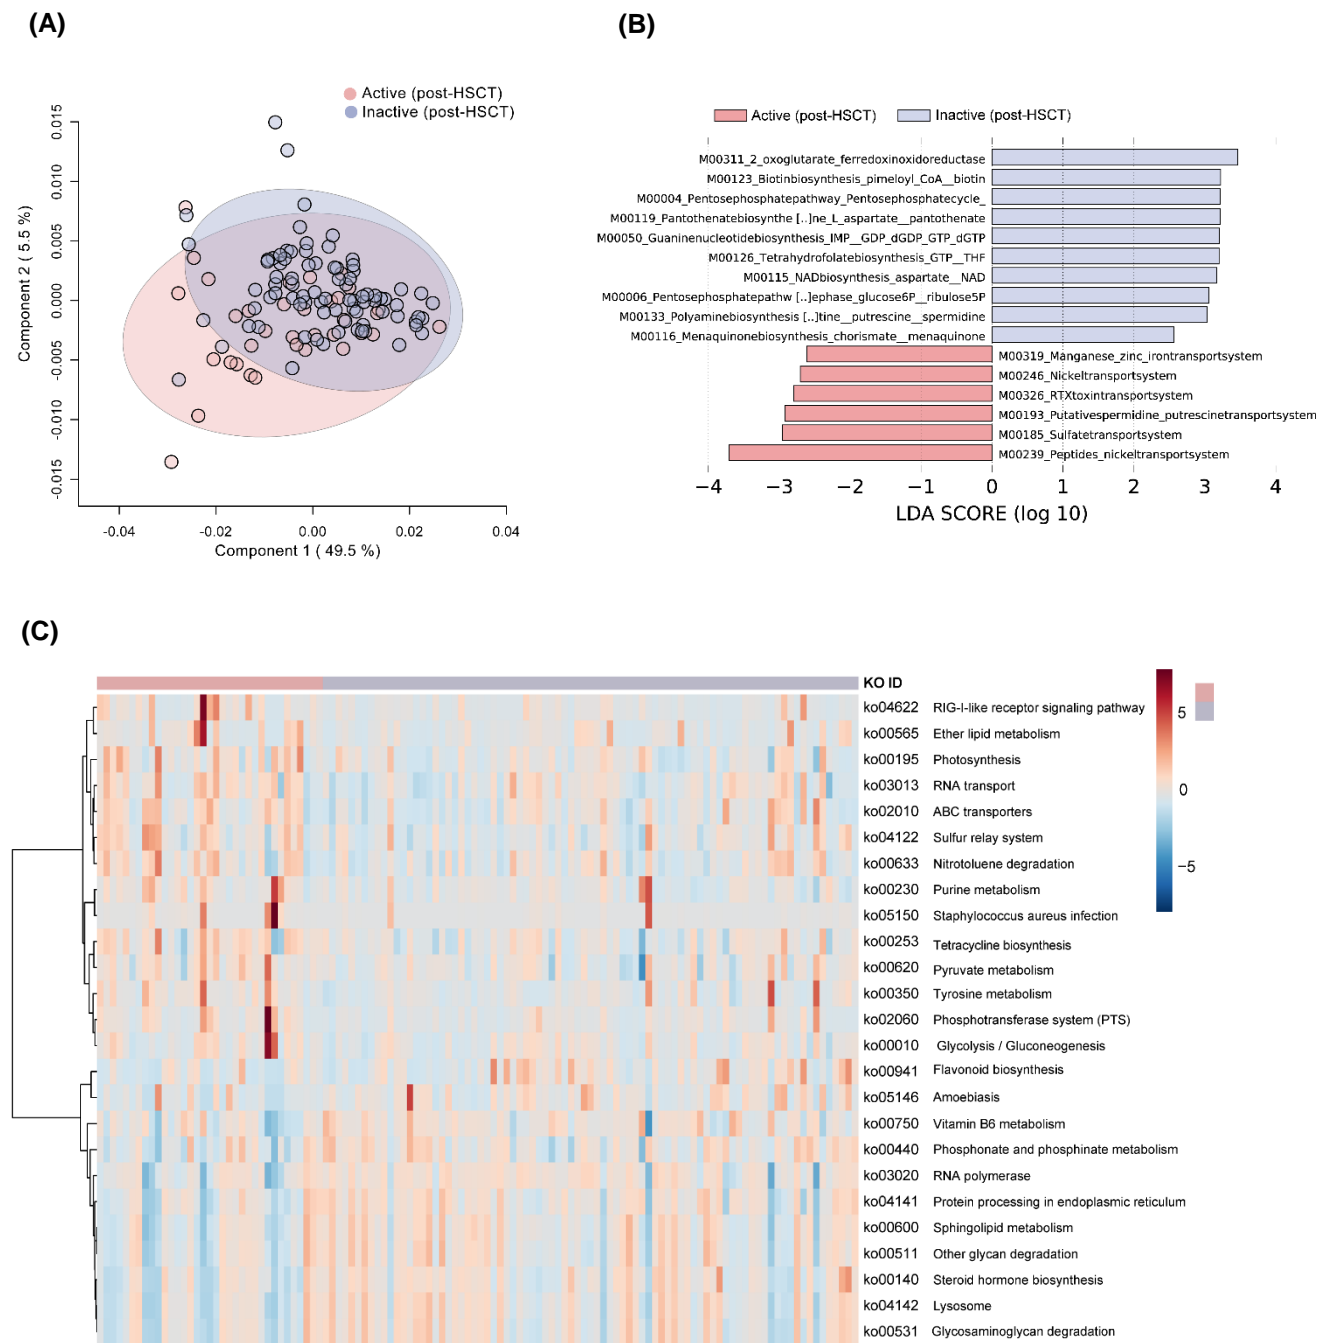 (A)
(B)
Active (post-HSCT)
Inactive (post-HSCT)
Component 2 ( 5.5 %)
0.015
0.010
0.005
0.000
-0.005
-0.010
-0.015
-0.04
-0.02
0.00
0.02
0.04
Component 1 ( 49.5 %)
Active (post-HSCT)
Inactive (post-HSCT)
M00311_2_oxoglutarate_ferredoxinoxidoreductase
M00123_Biotinbiosynthesis_pimeloyl_CoA__biotin
M00004_Pentosephosphatepathway_Pentosephosphatecycle_
M00119_Pantothenatebiosynthe [..]ne_L_aspartate__pantothenate
M00050_Guaninenucleotidebiosynthesis_IMP__GDP_dGDP_GTP_dGTP
M00126_Tetrahydrofolatebiosynthesis_GTP__THF
M00115_NADbiosynthesis_aspartate__NAD
M00006_Pentosephosphatepathw [..]ephase_glucose6P__ribulose5P
M00133_Polyaminebiosynthesis [..]tine__putrescine__spermidine
M00116_Menaquinonebiosynthesis_chorismate__menaquinone
M00319_Manganese_zinc_irontransportsystem
M00246_Nickeltransportsystem
M00326_RTXtoxintransportsystem
M00193_Putativespermidine_putrescinetransportsystem
M00185_Sulfatetransportsystem
M00239_Peptides_nickeltransportsystem
−4 −3 −2 −1 0 1 2 3 4
LDA SCORE (log 10)
(C)
KO ID
ko04622 RIG-I-like receptor signaling pathway
ko00565 Ether lipid metabolism
ko00195 Photosynthesis
ko03013 RNA transport
ko02010 ABC transporters
ko04122 Sulfur relay system
ko00633 Nitrotoluene degradation
ko00230 Purine metabolism
ko05150 Staphylococcus aureus infection
ko00253 Tetracycline biosynthesis
ko00620 Pyruvate metabolism
ko00350 Tyrosine metabolism
ko02060 Phosphotransferase system (PTS)
ko00010 Glycolysis / Gluconeogenesis
ko00941 Flavonoid biosynthesis
ko05146 Amoebiasis
ko00750 Vitamin B6 metabolism
ko00440 Phosphonate and phosphinate metabolism
ko03020 RNA polymerase
ko04141 Protein processing in endoplasmic reticulum
ko00600 Sphingolipid metabolism
ko00511 Other glycan degradation
ko00140 Steroid hormone biosynthesis
ko04142 Lysosome
ko00531 Glycosaminoglycan degradation
5
0
−5